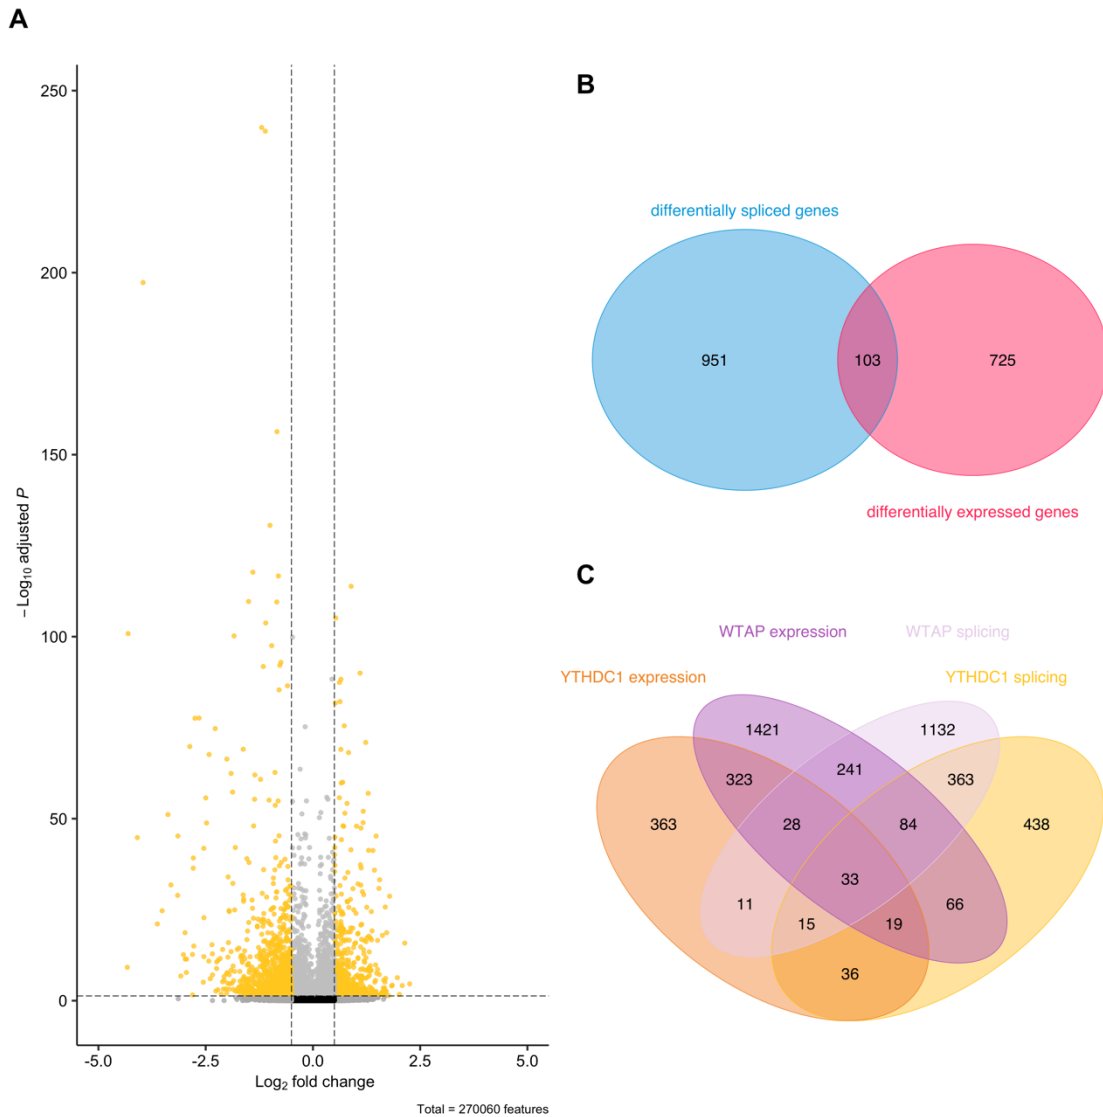 A
250
200
150
100
50
0
− Log10 adjusted P
-5.0 -2.5 0.0 2.5 5.0
Log2 fold change
Total = 270060 features
B
differentially spliced genes
951 103 725
differentially expressed genes
C
WTAP expression WTAP splicing
YTHDC1 expression YTHDC1 splicing
1421 1132
323 241 363
363 28 84 438
33
11 15 19 66
36